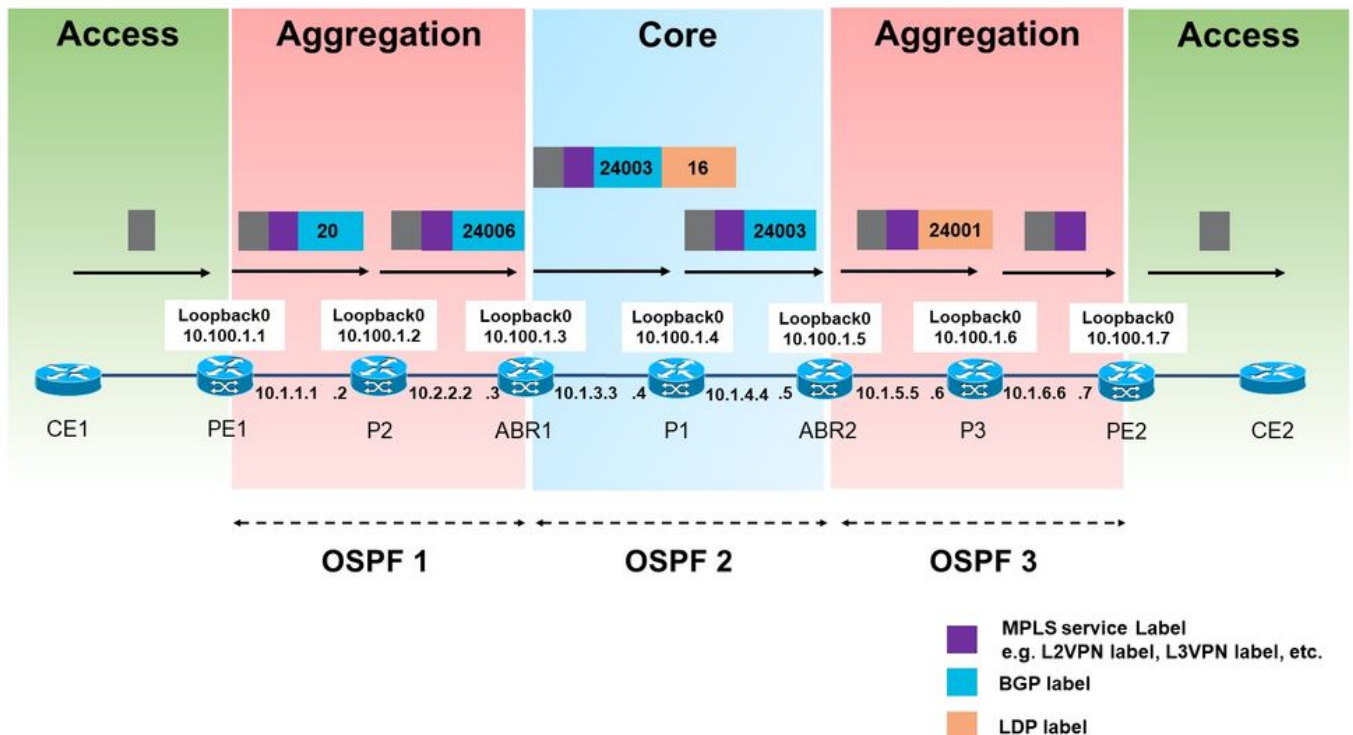 Access
Aggregation
Core
Aggregation
Access
24003 16
20
24006
24003
24001
Loopback0
10.100.1.1
Loopback0
10.100.1.2
Loopback0
10.100.1.3
Loopback0
10.100.1.4
Loopback0
10.100.1.5
Loopback0
10.100.1.6
Loopback0
10.100.1.7
10.1.1.1 .2
10.2.2.2 .3
10.1.3.3 .4
10.1.4.4 .5
10.1.5.5 .6
10.1.6.6 .7
CE1
PE1
P2
ABR1
P1
ABR2
P3
PE2
CE2
OSPF 1
OSPF 2
OSPF 3
MPLS service Label
e.g. L2VPN label, L3VPN label, etc.
BGP label
LDP label